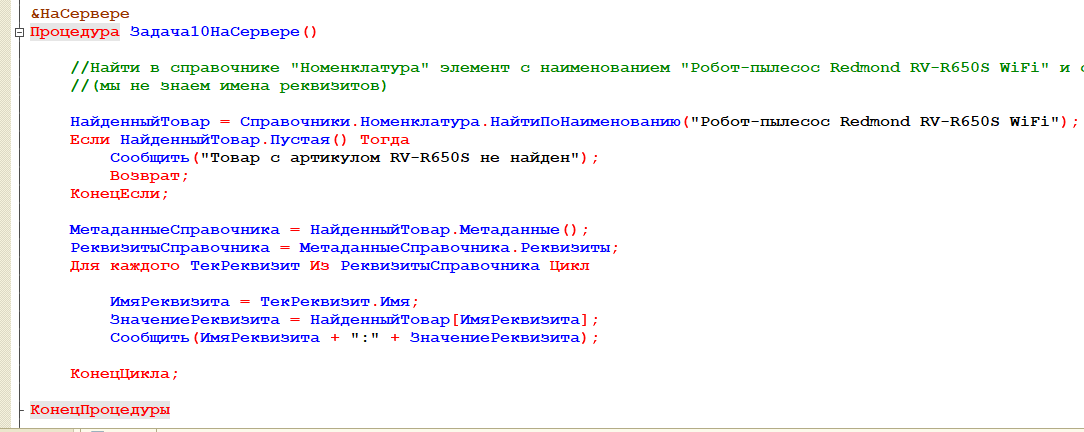 &НаСервере
Процедура Задача10НаСервере()
//Найти в справочнике "Номенклатура" элемент с наименованием "Робот-пылесос Redmond RV-R650S WiFi" и
//(мы не знаем имена реквизитов)
НайденныйТовар = Справочники.Номенклатура.НайтиПоНаименованию("Робот-пылесос Redmond RV-R650S WiFi");
Если НайденныйТовар.Пустая() Тогда
Сообщить("Товар с артикулом RV-R650S не найден");
Возврат;
КонецЕсли;
МетаданныеСправочника = НайденныйТовар.Метаданные();
РеквизитыСправочника = МетаданныеСправочника.Реквизиты;
Для каждого ТекРеквизит Из РеквизитыСправочника Цикл
ИмяРеквизита = ТекРеквизит.Имя;
ЗначениеРеквизита = НайденныйТовар[ИмяРеквизита];
Сообщить(ИмяРеквизита + ":" + ЗначениеРеквизита);
КонецЦикла;
КонецПроцедуры